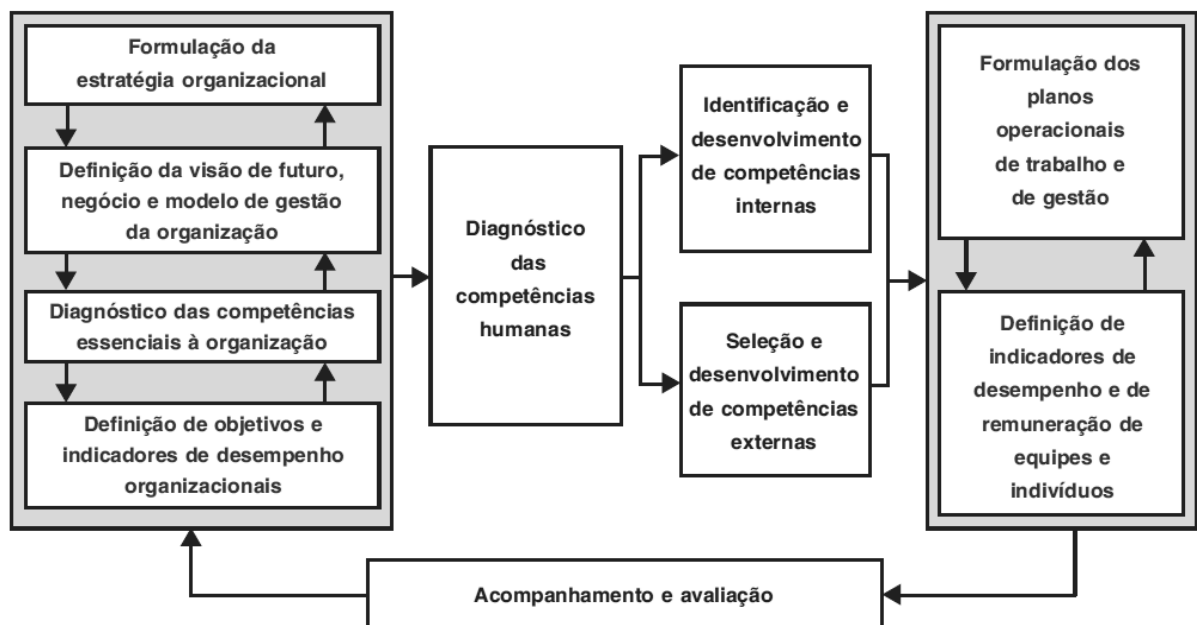 Formulação da
estratégia organizacional
Definição da visão de futuro,
negócio e modelo de gestão
da organização
Diagnóstico das competências
essenciais à organização
Definição de objetivos e
indicadores de desempenho
organizacionais
Diagnóstico
das
competências
humanas
Identificação e
desenvolvimento
de competências
internas
Seleção e
desenvolvimento
de competências
externas
Formulação dos
planos
operacionais
de trabalho e
de gestão
Definição de
indicadores de
desempenho e de
remuneração de
equipes e
indivíduos
Acompanhamento e avaliação